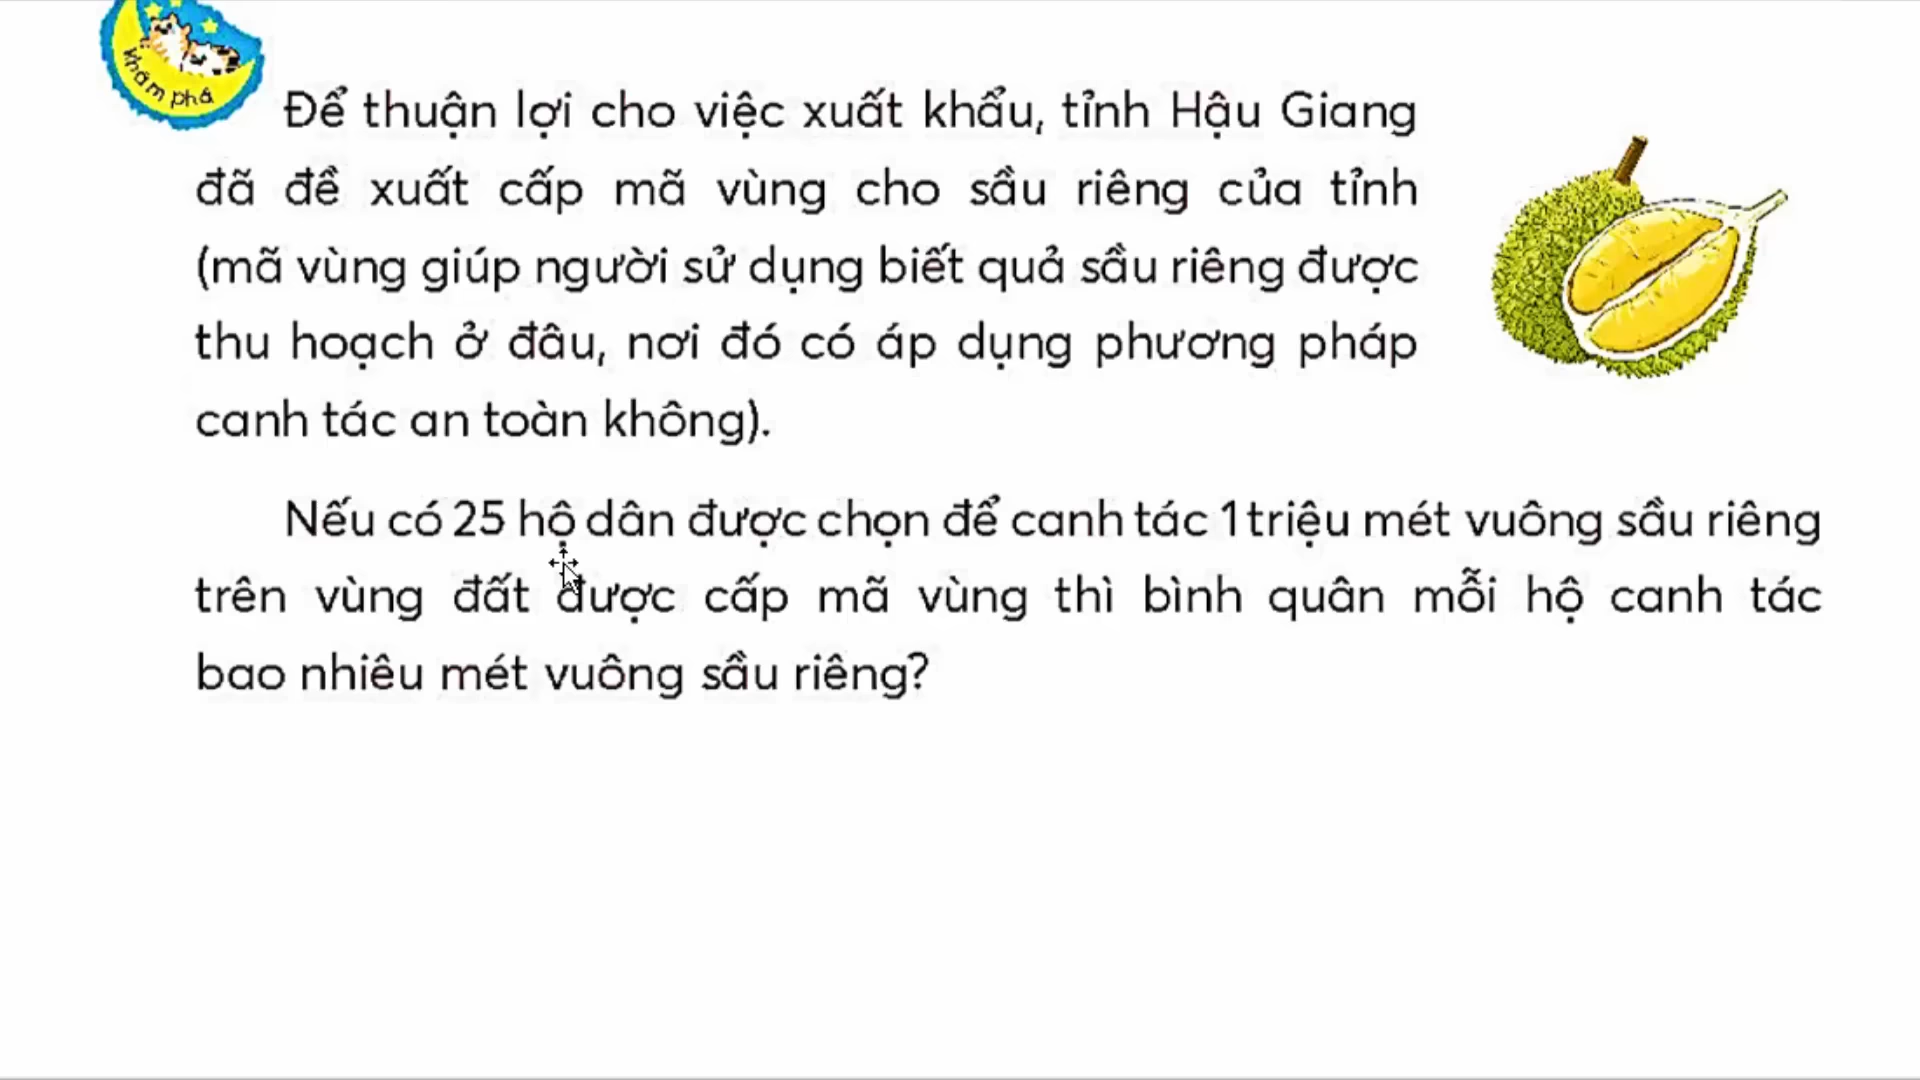 Khám phá
Để thuận lợi cho việc xuất khẩu, tỉnh Hậu Giang
đã đề xuất cấp mã vùng cho sầu riêng của tỉnh
(mã vùng giúp người sử dụng biết quả sầu riêng được
thu hoạch ở đâu, nơi đó có áp dụng phương pháp
canh tác an toàn không).
Nếu có 25 hộ dân được chọn để canh tác 1 triệu mét vuông sầu riêng
trên vùng đất được cấp mã vùng thì bình quân mỗi hộ canh tác
bao nhiêu mét vuông sầu riêng?